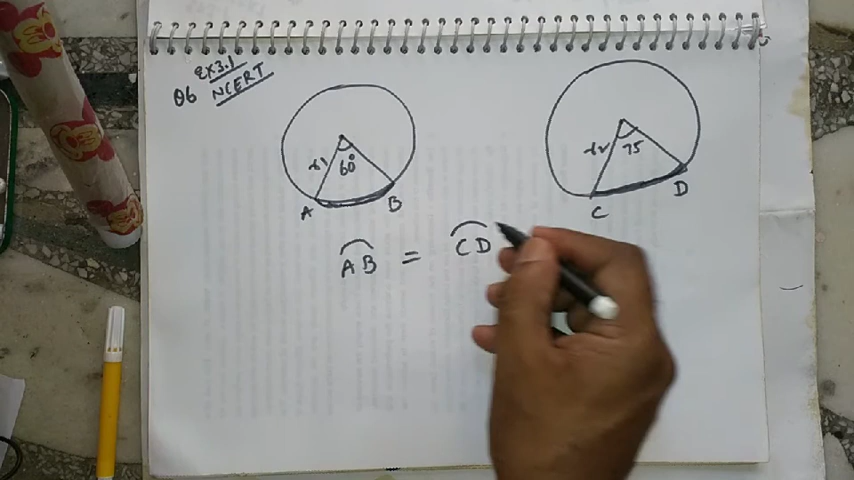 EX3.1
Q6 NCERT
r1
60°
A
B
r2
75
C
D
AB = CD